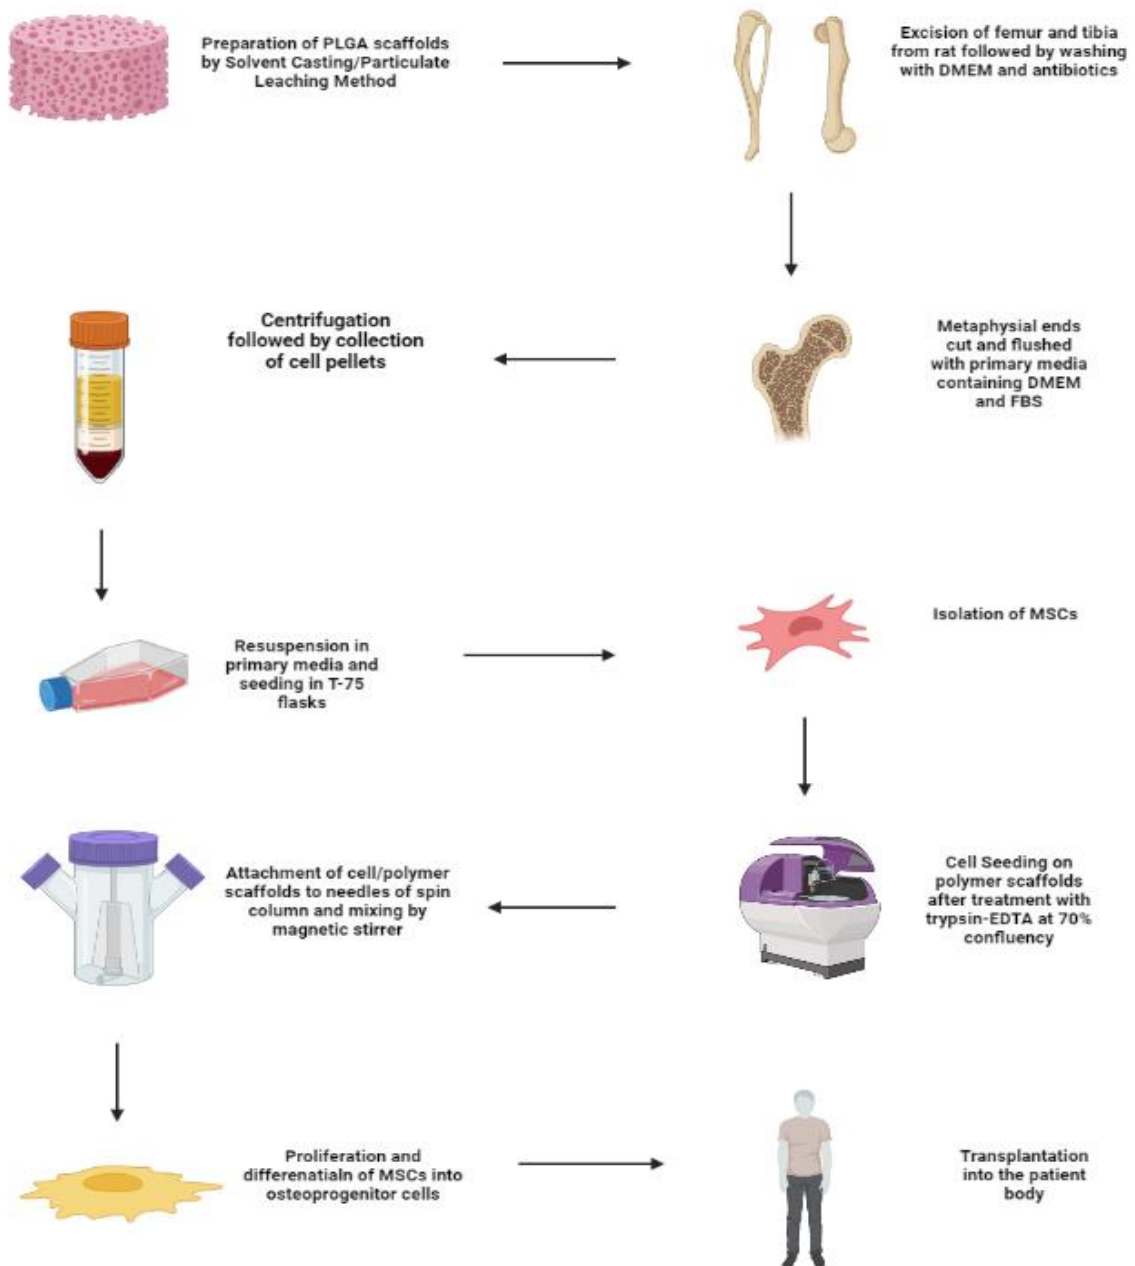 Preparation of PLGA scaffolds
by Solvent Casting/Particulate
Leaching Method
Excision of femur and tibia
from rat followed by washing
with DMEM and antibiotics
Metaphysial ends
cut and flushed
with primary media
containing DMEM
and FBS
Centrifugation
followed by collection
of cell pellets
Resuspension in
primary media and
seeding in T-75
flasks
Isolation of MSCs
Cell Seeding on
polymer scaffolds
after treatment with
trypsin-EDTA at 70%
confluency
Attachment of cell/polymer
scaffolds to needles of spin
column and mixing by
magnetic stirrer
Proliferation and
differenatialn of MSCs into
osteoprogenitor cells
Transplantation
into the patient
body